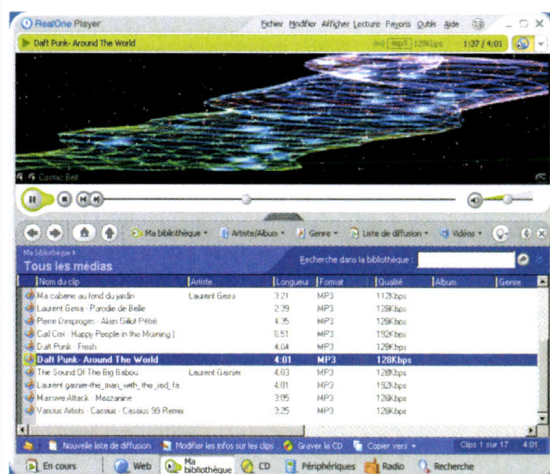 RealOne Player Fichier Modifier Afficher Lecture Favoris Outils Aide
Daft Punk- Around The World mp3 128Kbps 1:37 / 4:01
Cosmic Belt
Ma bibliothèque Artiste/Album Genre Liste de diffusion Vidéos
Ma bibliothèque >
Tous les médias Recherche dans la bibliothèque :
Nom du clip Artiste Longueur Format Qualité Album Genre
Ma cabane au fond du jardin Laurent Gerra 3:21 MP3 112Kbps
Laurent Gerra - Parodie de Belle 2:39 MP3 128Kbps
Pierre Desproges - Alain Gillot-Pétré 4:35 MP3 128Kbps
Carl Cox - Happy People in the Morning ( 6:51 MP3 192Kbps
Daft Punk - Fresh 4:04 MP3 128Kbps
Daft Punk- Around The World 4:01 MP3 128Kbps
The Sound Of The Big Babou Laurent Garnier 4:03 MP3 128Kbps
Laurent garnier-the_man_with_the_red_fa 4:01 MP3 192Kbps
Massive Attack - Mezzanine 3:05 MP3 128Kbps
Various Artists - Cassius - Cassius 99 Remix 3:25 MP3 128Kbps
Nouvelle liste de diffusion Modifier les infos sur les clips Graver le CD Copier vers Clips 1 sur 17 4:01
En cours Web Ma bibliothèque CD Périphériques Radio Recherche